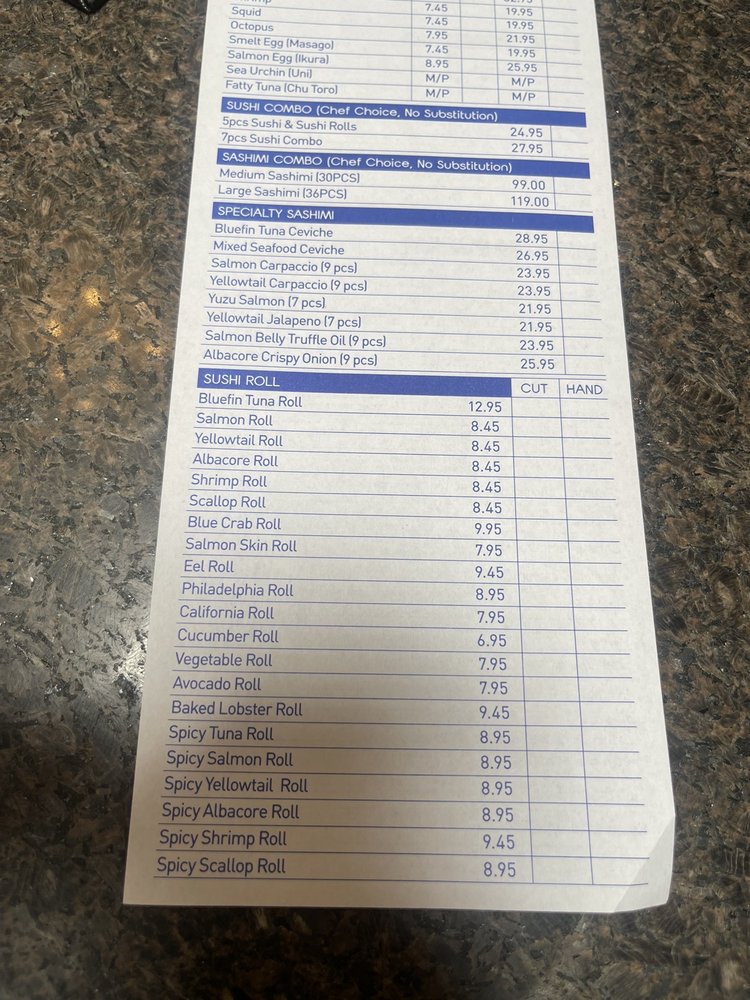 7.45 19.95
Squid 7.45 19.95
Octopus 7.95 21.95
Smelt Egg (Masago) 7.45 19.95
Salmon Egg (Ikura) 8.95 25.95
Sea Urchin (Uni) M/P M/P
Fatty Tuna (Chu Toro) M/P M/P
SUSHI COMBO (Chef Choice, No Substitution)
5pcs Sushi & Sushi Rolls 24.95
7pcs Sushi Combo 27.95
SASHIMI COMBO (Chef Choice, No Substitution)
Medium Sashimi (30PCS) 99.00
Large Sashimi (36PCS) 119.00
SPECIALTY SASHIMI
Bluefin Tuna Ceviche 28.95
Mixed Seafood Ceviche 26.95
Salmon Carpaccio (9 pcs) 23.95
Yellowtail Carpaccio (9 pcs) 23.95
Yuzu Salmon (7 pcs) 21.95
Yellowtail Jalapeno (7 pcs) 21.95
Salmon Belly Truffle Oil (9 pcs) 23.95
Albacore Crispy Onion (9 pcs) 25.95
SUSHI ROLL CUT HAND
Bluefin Tuna Roll 12.95
Salmon Roll 8.45
Yellowtail Roll 8.45
Albacore Roll 8.45
Shrimp Roll 8.45
Scallop Roll 8.45
Blue Crab Roll 9.95
Salmon Skin Roll 7.95
Eel Roll 9.45
Philadelphia Roll 8.95
California Roll 7.95
Cucumber Roll 6.95
Vegetable Roll 7.95
Avocado Roll 7.95
Baked Lobster Roll 9.45
Spicy Tuna Roll 8.95
Spicy Salmon Roll 8.95
Spicy Yellowtail Roll 8.95
Spicy Albacore Roll 8.95
Spicy Shrimp Roll 9.45
Spicy Scallop Roll 8.95